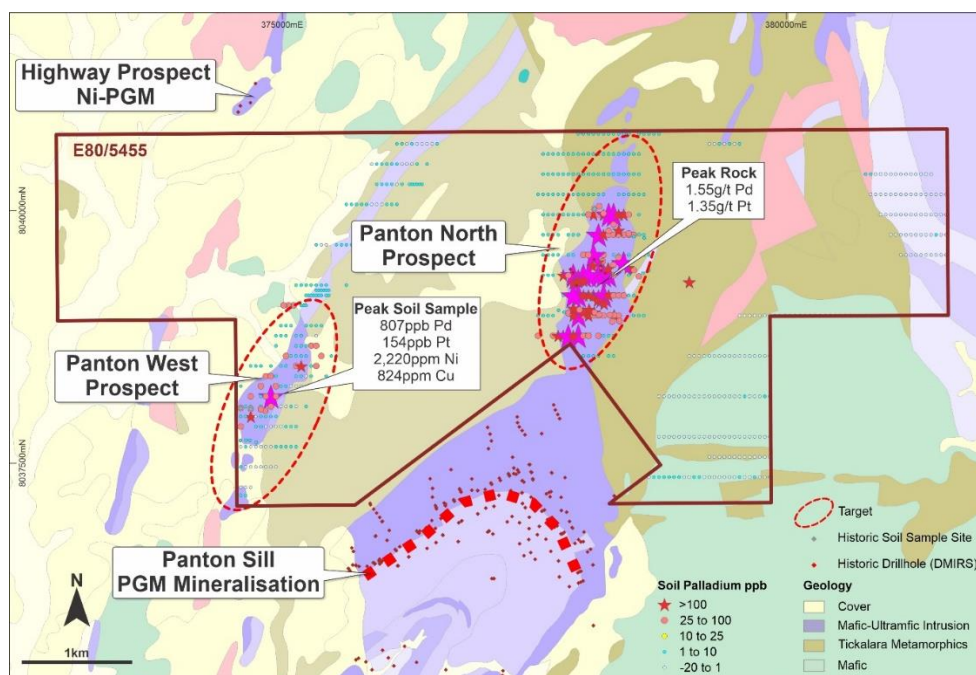 375000mE
380000mE
Highway Prospect
Ni-PGM
E80/5455
8040000mN
Peak Rock
1.55g/t Pd
1.35g/t Pt
Panton North
Prospect
Peak Soil Sample
807ppb Pd
154ppb Pt
2,220ppm Ni
824ppm Cu
Panton West
Prospect
8037500mN
Panton Sill
PGM Mineralisation
N
1km
Target
Historic Soil Sample Site
Historic Drillhole (DMIRS)
Soil Palladium ppb
>100
25 to 100
10 to 25
1 to 10
-20 to 1
Geology
Cover
Mafic-Ultramfic Intrusion
Tickalara Metamorphics
Mafic